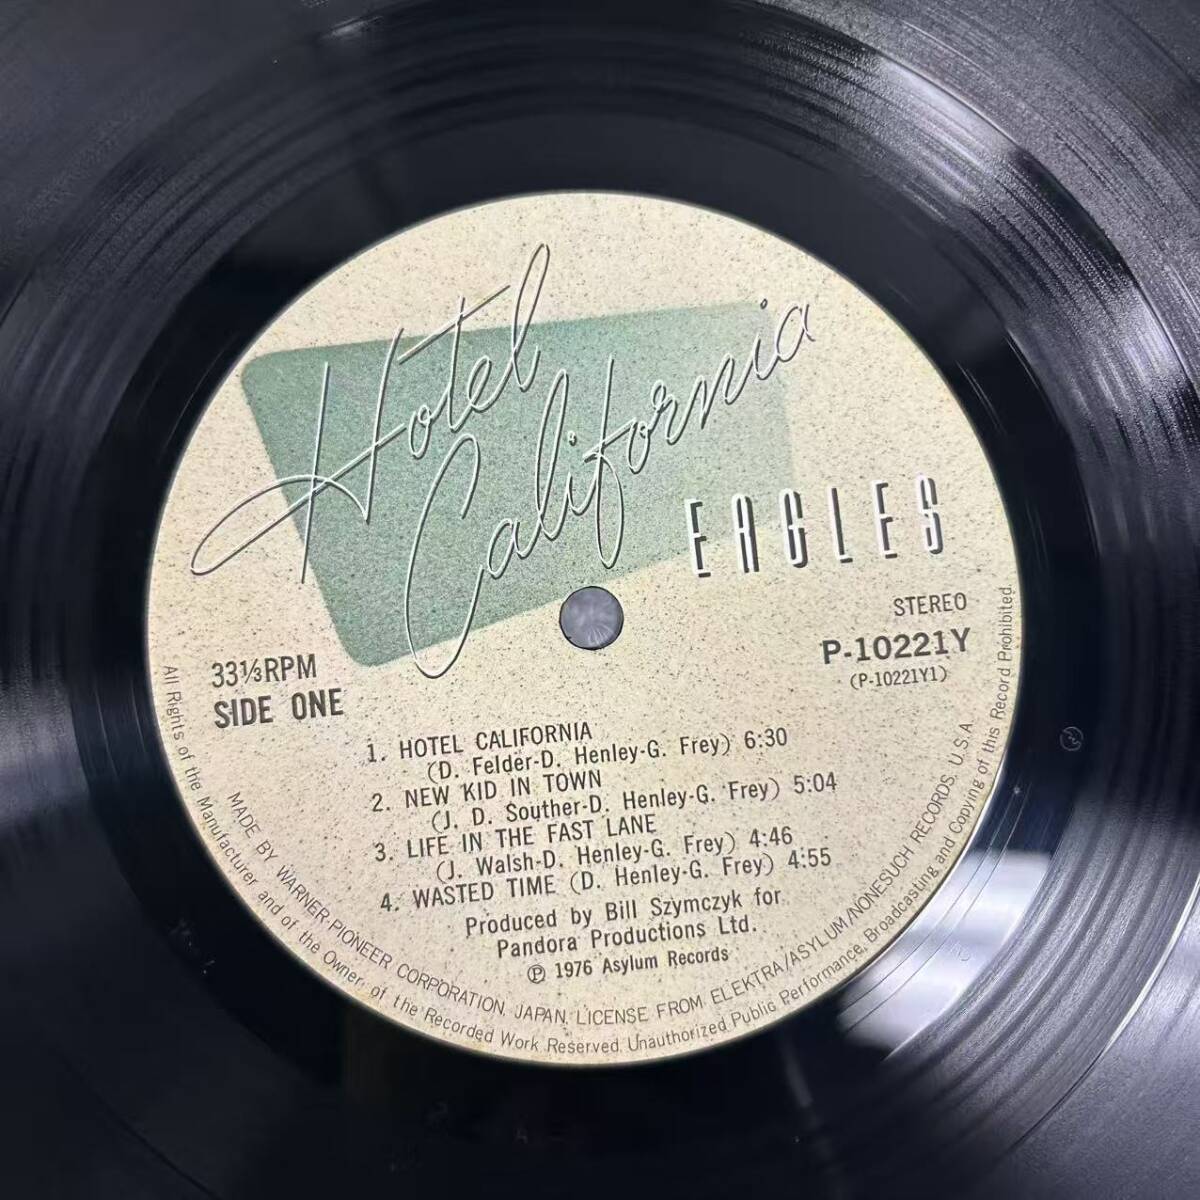 Hotel
California
EAGLES
STEREO
P-10221Y
(P-10221Y1)
33⅓RPM
SIDE ONE
1. HOTEL CALIFORNIA
(D. Felder-D. Henley-G. Frey) 6:30
2. NEW KID IN TOWN
(J. D. Souther-D. Henley-G. Frey) 5:04
3. LIFE IN THE FAST LANE
(J. Walsh-D. Henley-G. Frey) 4:46
4. WASTED TIME (D. Henley-G. Frey) 4:55
Produced by Bill Szymczyk for
Pandora Productions Ltd.
℗ 1976 Asylum Records
MADE BY WARNER-PIONEER CORPORATION, JAPAN, LICENSE FROM ELEKTRA/ASYLUM/NONESUCH RECORDS, U.S.A.
All Rights of the Manufacturer and of the Owner of the Recorded Work Reserved. Unauthorized Public Performance, Broadcasting and Copying of this Record Prohibited